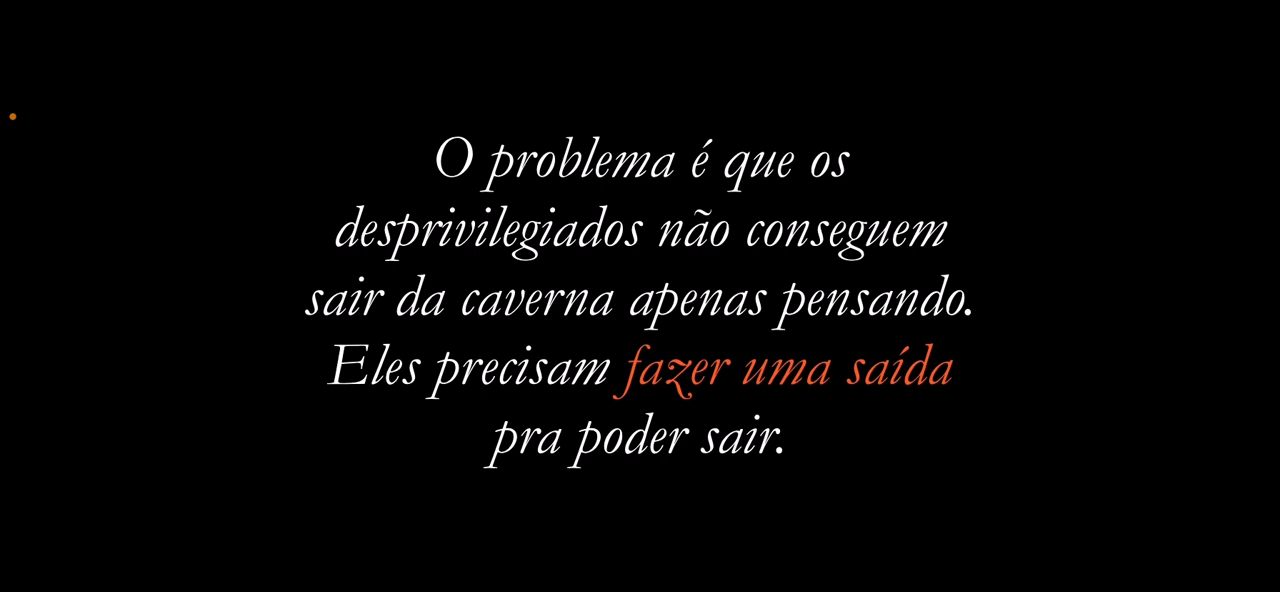 O problema é que os
desprivilegiados não conseguem
sair da caverna apenas pensando.
Eles precisam fazer uma saída
pra poder sair.